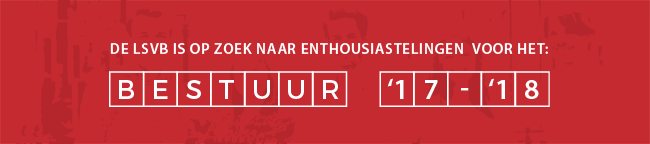 DE LSVB IS OP ZOEK NAAR ENTHOUSIASTELINGEN VOOR HET:
BESTUUR ‘17-‘18